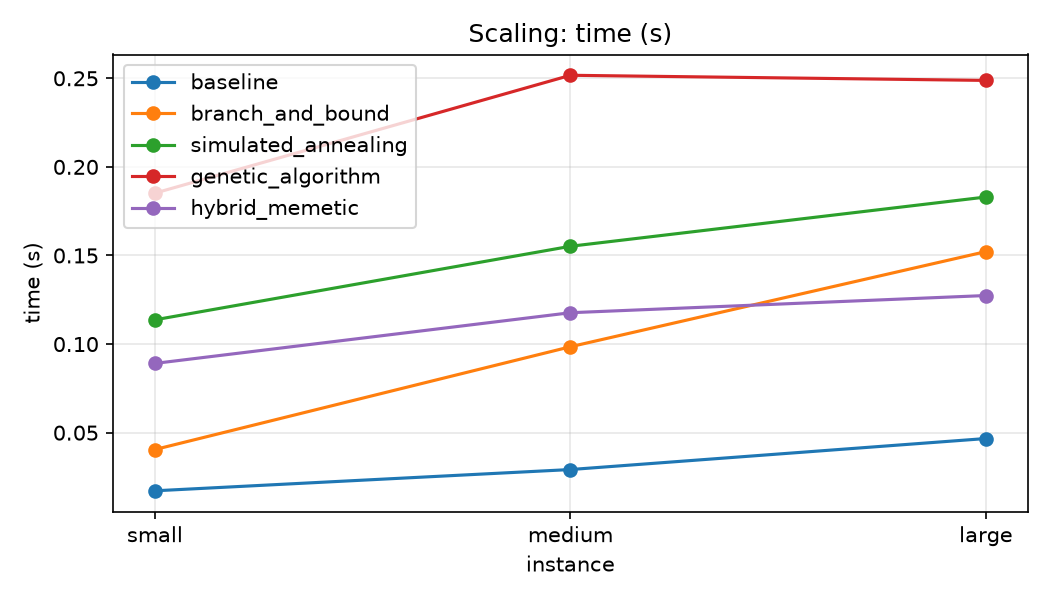 Scaling: time (s)
baseline
branch_and_bound
simulated_annealing
genetic_algorithm
hybrid_memetic
time (s)
0.25
0.20
0.15
0.10
0.05
small medium large
instance